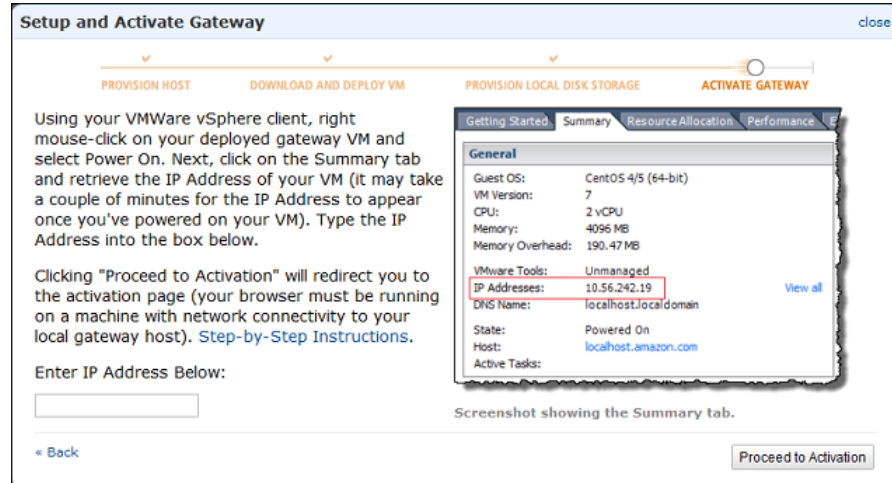 Setup and Activate Gateway
close
PROVISION HOST
DOWNLOAD AND DEPLOY VM
PROVISION LOCAL DISK STORAGE
ACTIVATE GATEWAY
Using your VMWare vSphere client, right
mouse-click on your deployed gateway VM and
select Power On. Next, click on the Summary tab
and retrieve the IP Address of your VM (it may take
a couple of minutes for the IP Address to appear
once you've powered on your VM). Type the IP
Address into the box below.
Clicking "Proceed to Activation" will redirect you to
the activation page (your browser must be running
on a machine with network connectivity to your
local gateway host). Step-by-Step Instructions.
Enter IP Address Below:
Getting Started Summary Resource Allocation Performance E
General
Guest OS: CentOS 4/5 (64-bit)
VM Version: 7
CPU: 2 vCPU
Memory: 4096 MB
Memory Overhead: 190.47 MB
VMware Tools: Unmanaged
IP Addresses: 10.56.242.19 View all
DNS Name: localhost.localdomain
State: Powered On
Host: localhost.amazon.com
Active Tasks:
Screenshot showing the Summary tab.
« Back
Proceed to Activation